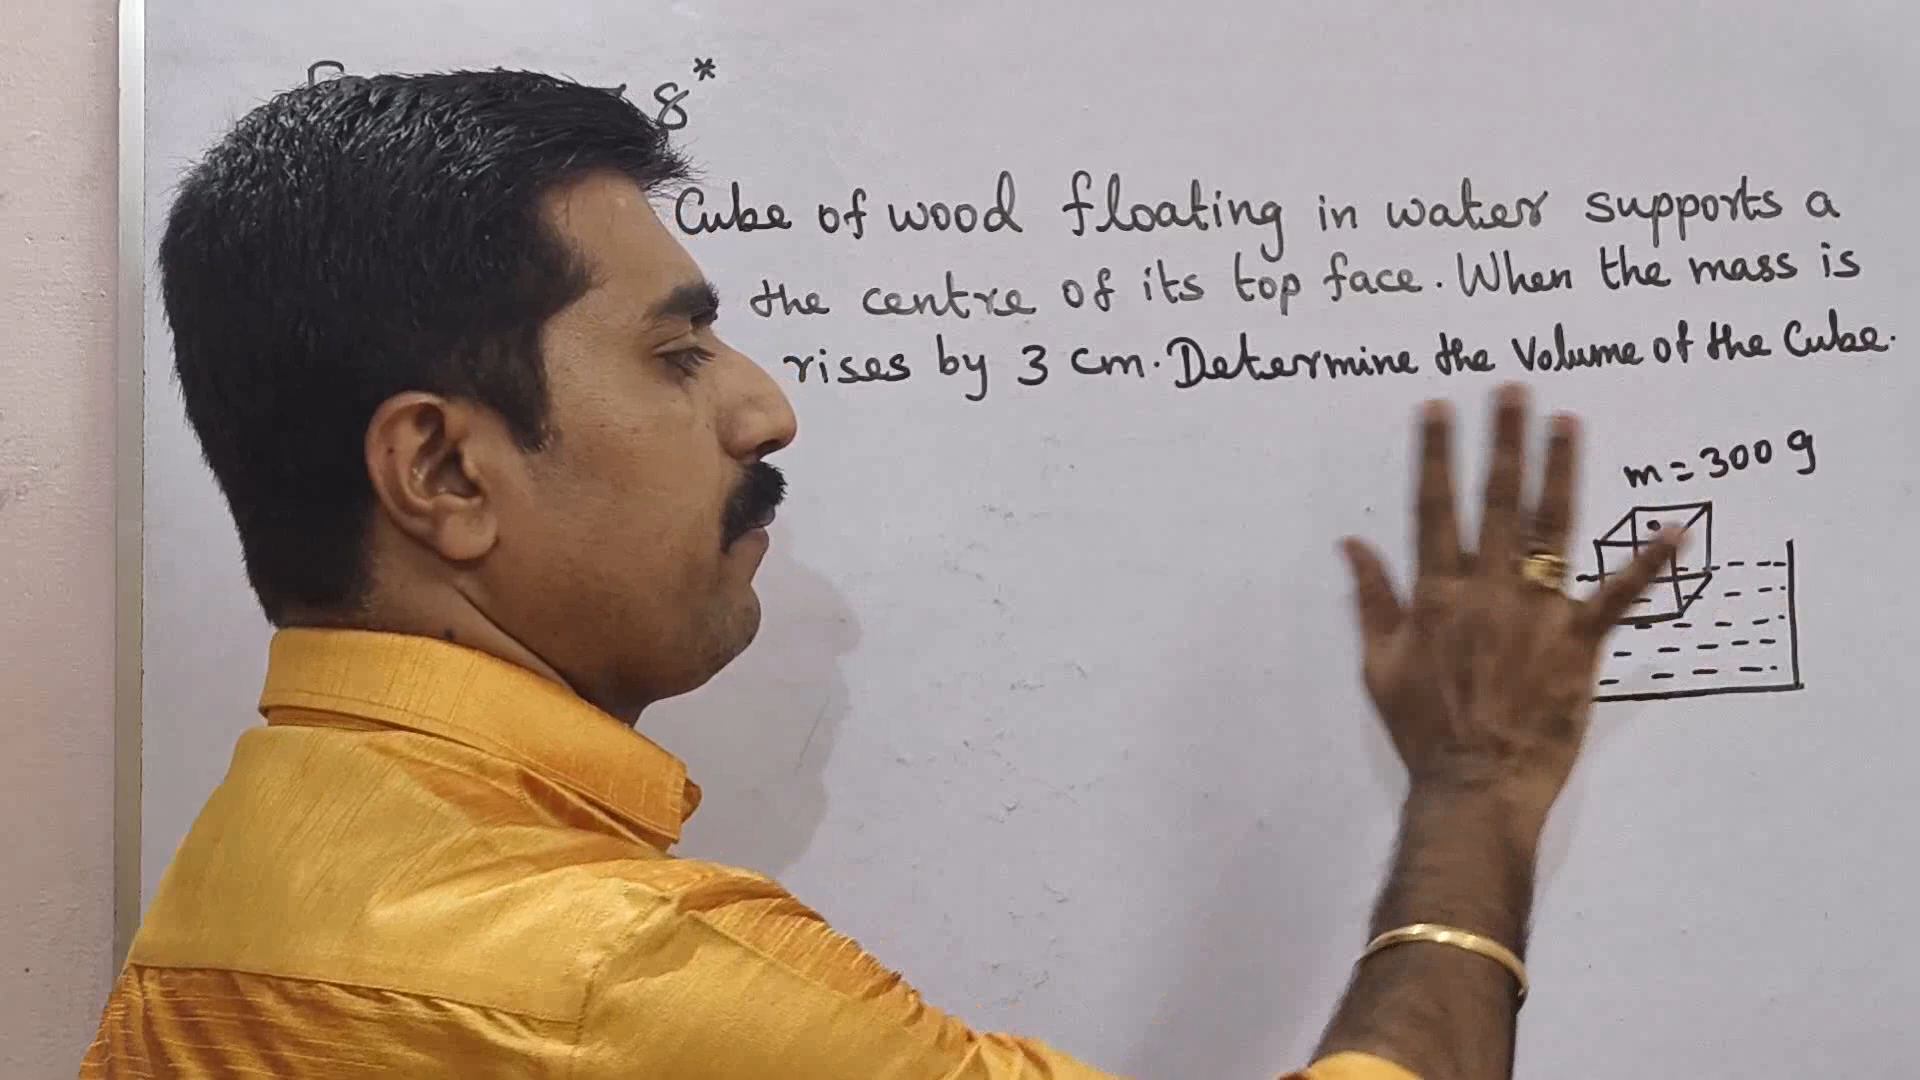 8*
Cube of wood floating in water supports a
the centre of its top face. When the mass is
rises by 3 cm. Determine the Volume of the Cube.
m = 300 g